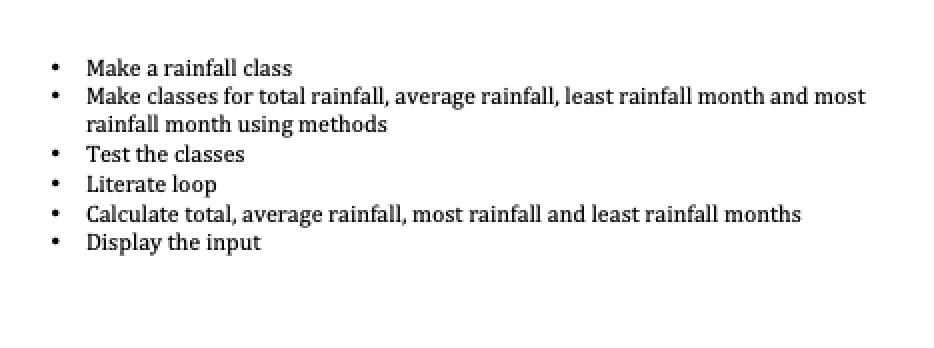 • Make a rainfall class
• Make classes for total rainfall, average rainfall, least rainfall month and most
rainfall month using methods
• Test the classes
• Literate loop
• Calculate total, average rainfall, most rainfall and least rainfall months
• Display the input